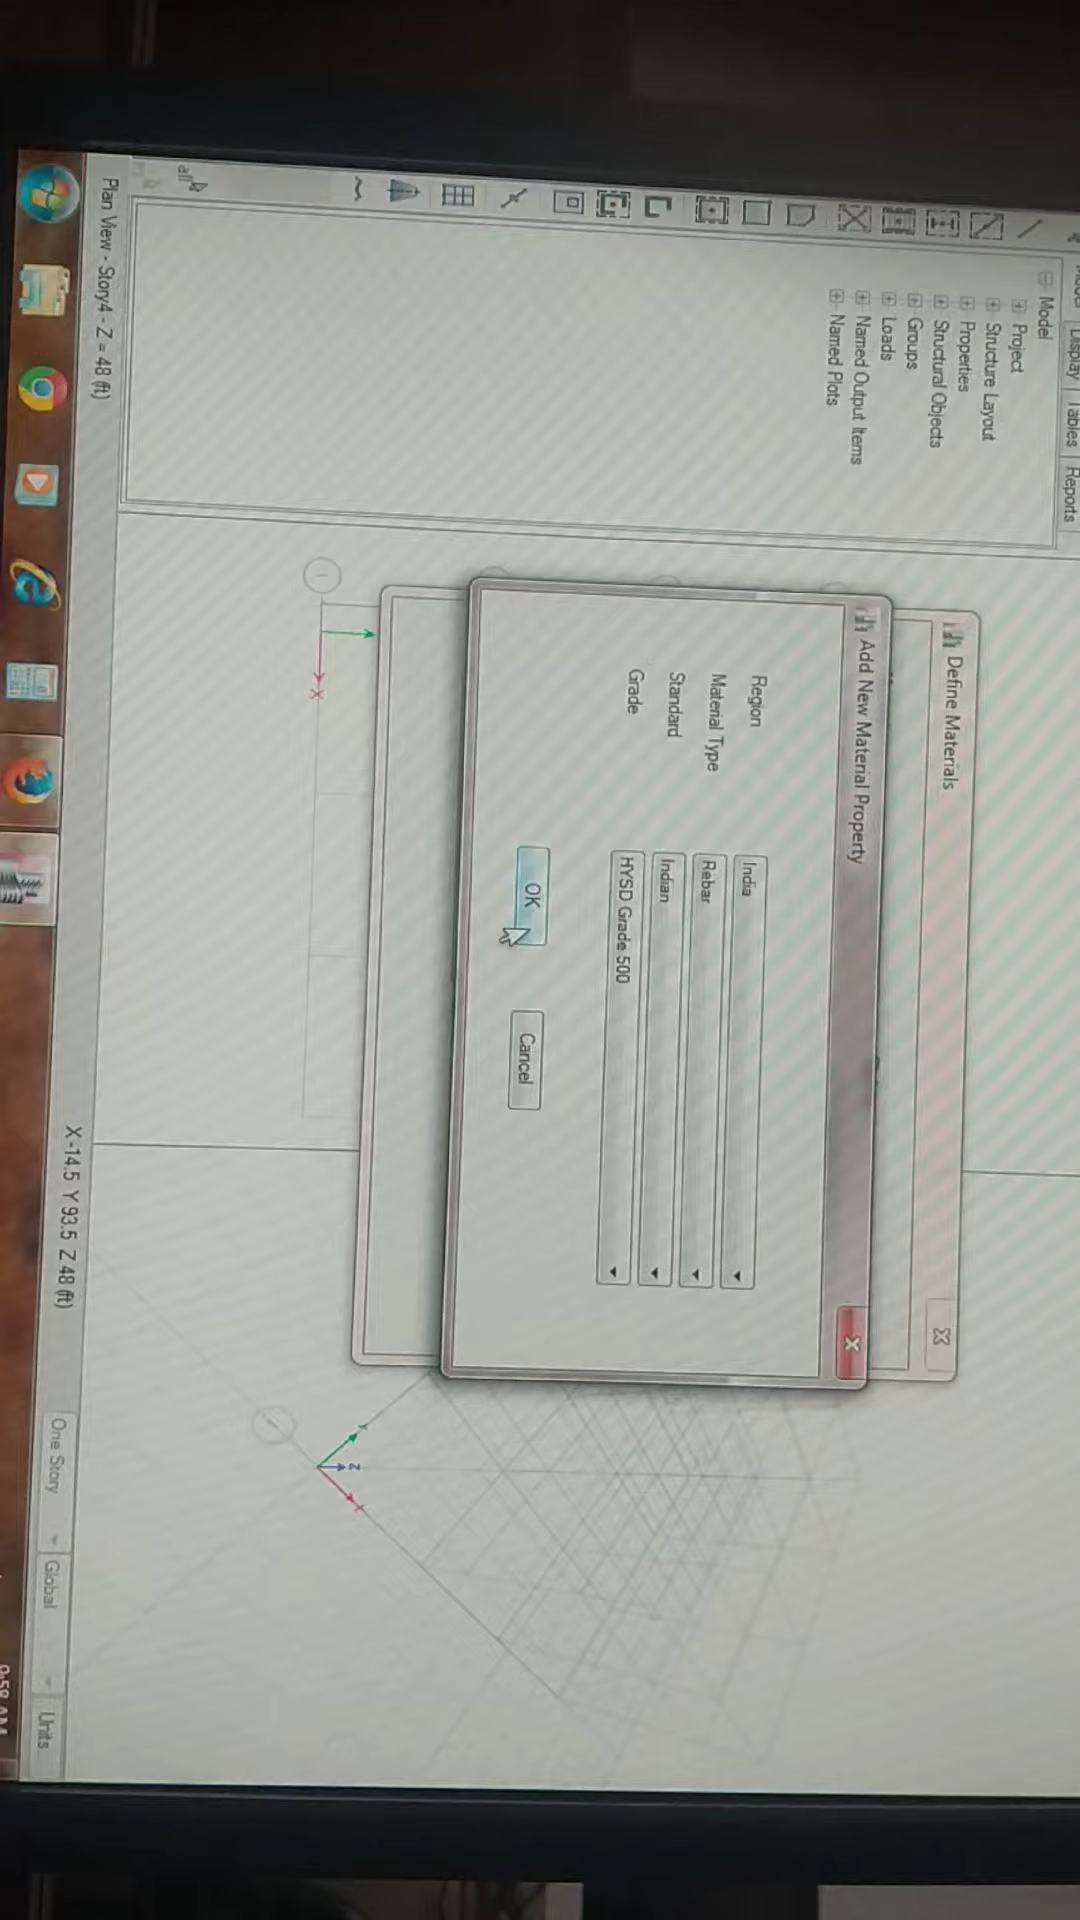 Display
Tables
Reports
Model
Project
Structure Layout
Properties
Structural Objects
Groups
Loads
Named Output Items
Named Plots
all
Define Materials
Add New Material Property
Region
India
Material Type
Rebar
Standard
Indian
Grade
HYSD Grade 500
OK
Cancel
X
Z
Plan View - Story4 - Z = 48 (ft)
X -14.5 Y 93.5 Z 48 (ft)
One Story
Global
Units